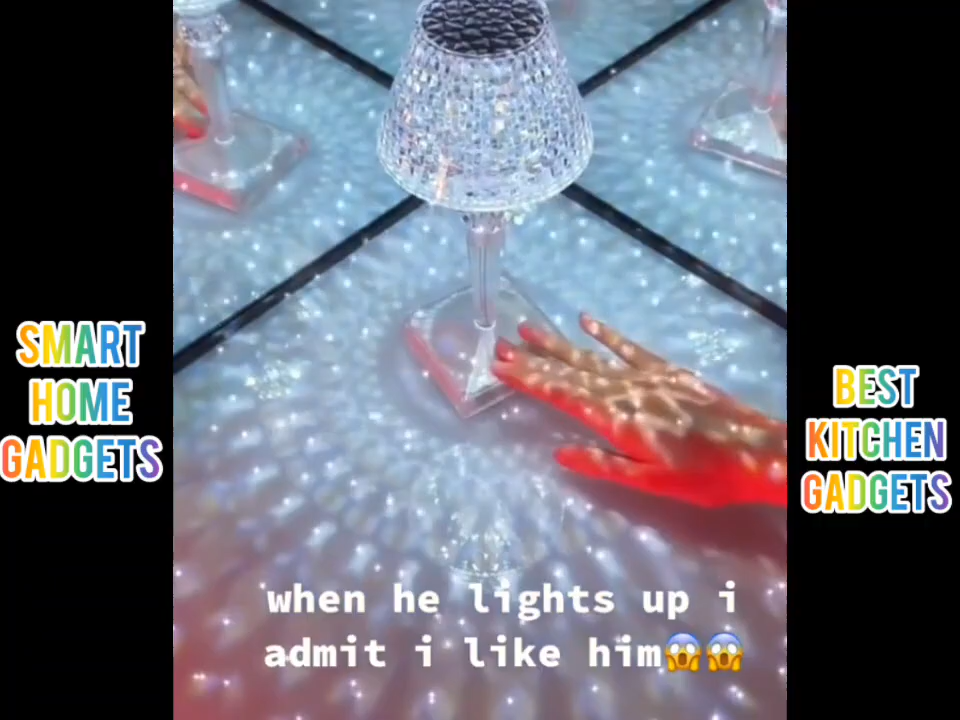 SMART
HOME
GADGETS
BEST
KITCHEN
GADGETS
when he lights up i
admit i like him😱😱